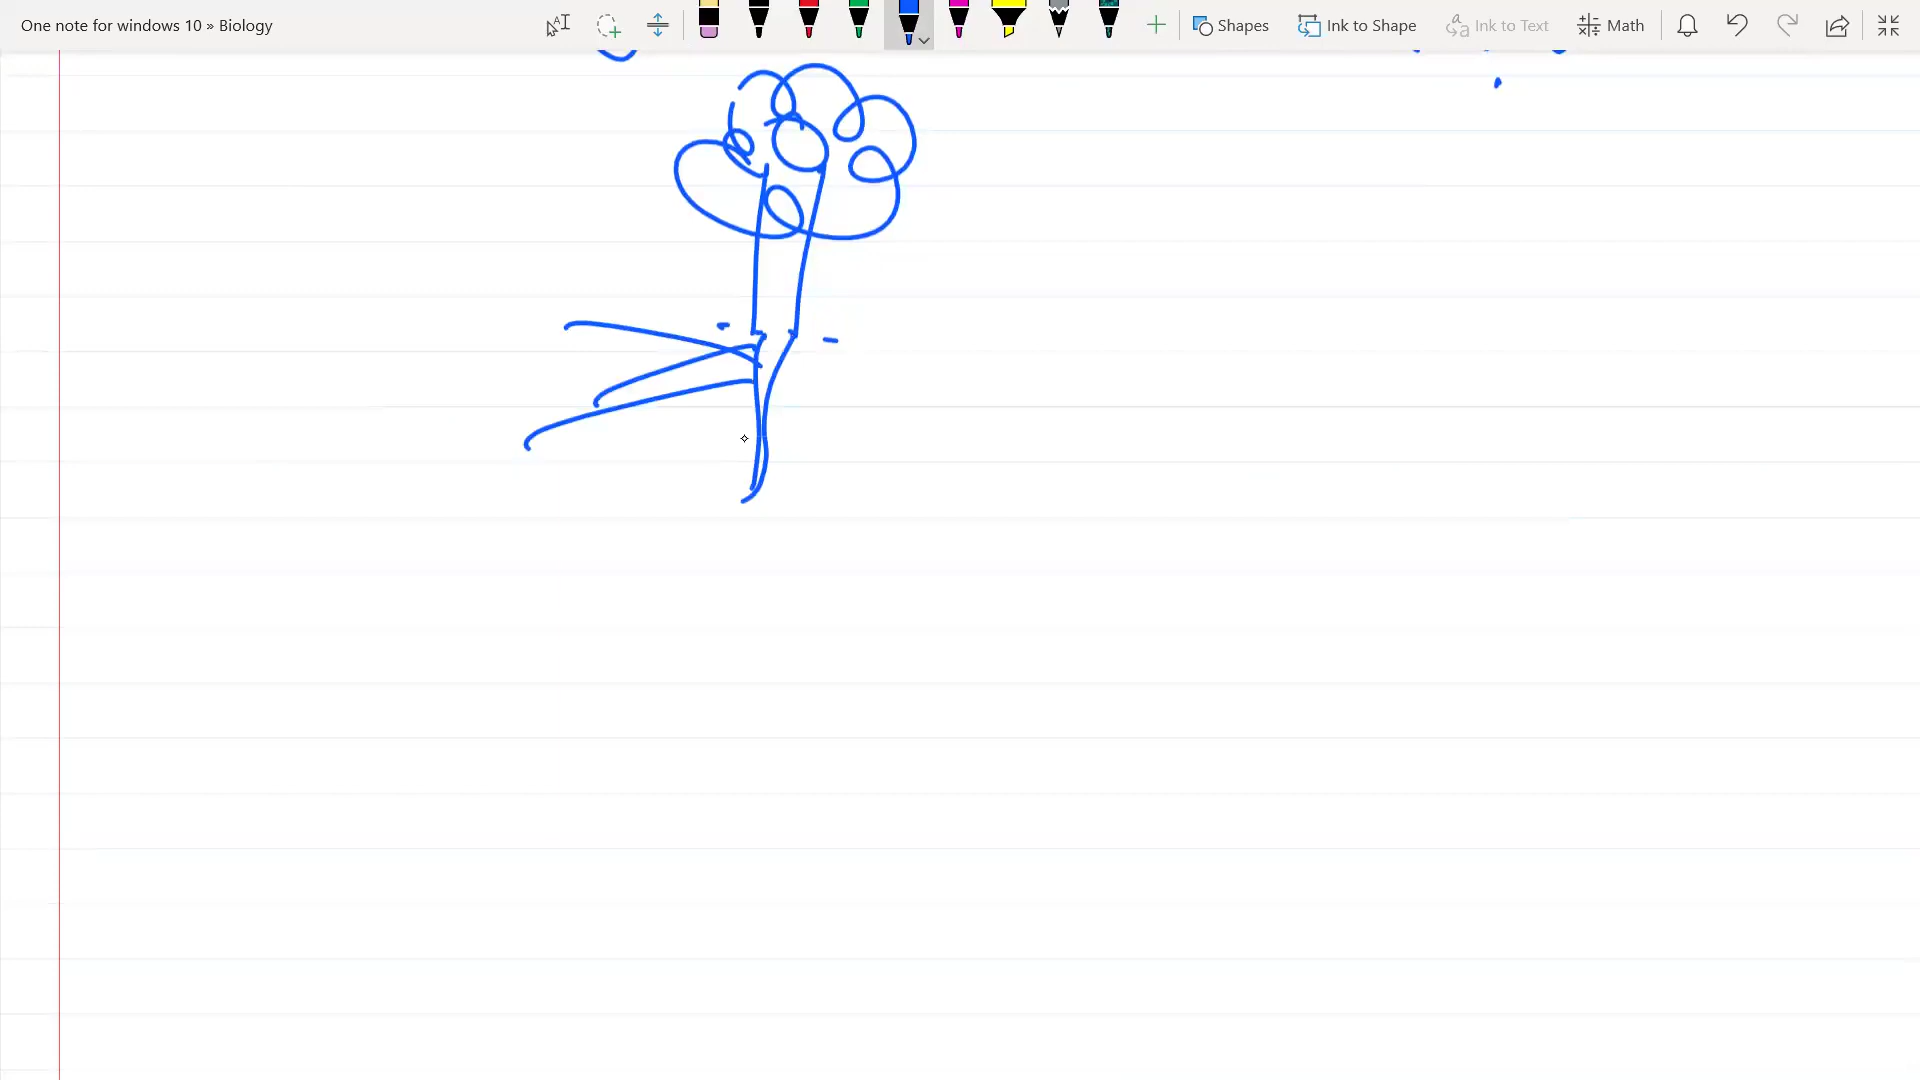 One note for windows 10 » Biology
Shapes
Ink to Shape
Ink to Text
Math